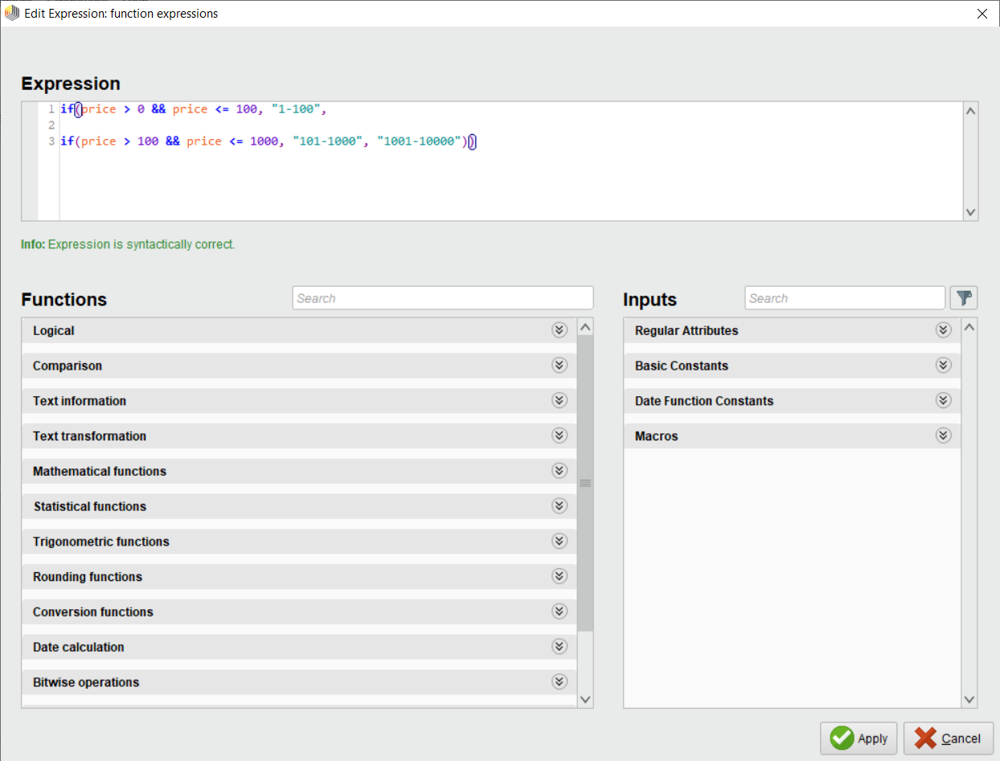 Edit Expression: function expressions
Expression
1 if(price > 0 && price <= 100, "1-100",
2
3 if(price > 100 && price <= 1000, "101-1000", "1001-10000"))
Info: Expression is syntactically correct.
Functions
Search
Inputs
Search
Logical
Comparison
Text information
Text transformation
Mathematical functions
Statistical functions
Trigonometric functions
Rounding functions
Conversion functions
Date calculation
Bitwise operations
Regular Attributes
Basic Constants
Date Function Constants
Macros
Apply
Cancel